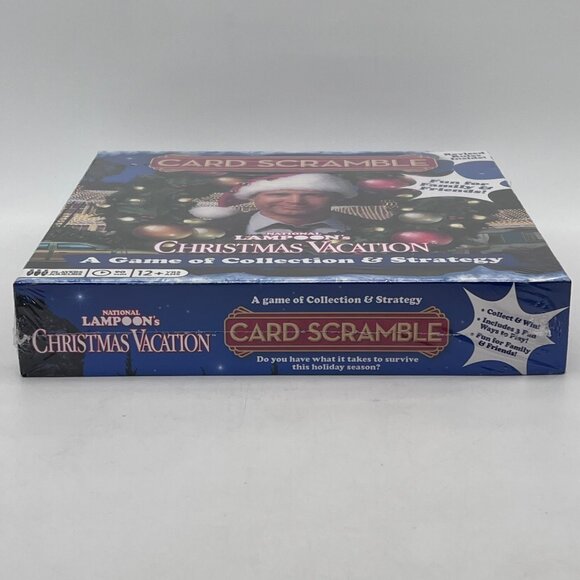 CARD SCRAMBLE
Fun for
Family &
Friends!
NATIONAL
LAMPOON's
CHRISTMAS VACATION
A Game of Collection & Strategy
12+
NATIONAL
LAMPOON's
CHRISTMAS VACATION
A game of Collection & Strategy
CARD SCRAMBLE
Do you have what it takes to survive
this holiday season?
• Collect & Win!
• Includes 3 Fun
Ways to Play!
• Fun for Family
& Friends!